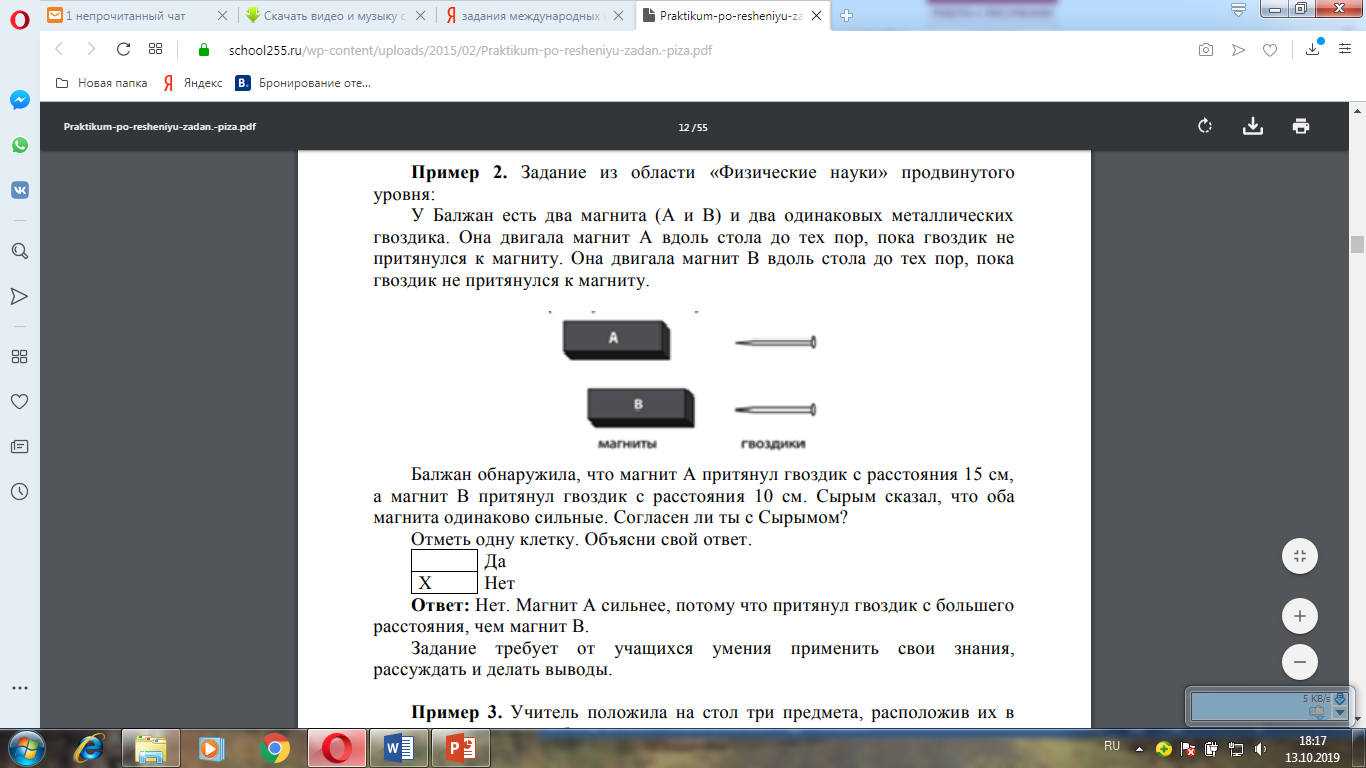 1 непрочитанный чат
Скачать видео и музыку с
задания международных
Praktikum-po-resheniyu-za
school255.ru/wp-content/uploads/2015/02/Praktikum-po-resheniyu-zadan.-piza.pdf
Новая папка
Яндекс
B. Бронирование оте...
Praktikum-po-resheniyu-zadan.-piza.pdf
12 / 55
Пример 2. Задание из области «Физические науки» продвинутого
уровня:
У Балжан есть два магнита (А и В) и два одинаковых металлических
гвоздика. Она двигала магнит А вдоль стола до тех пор, пока гвоздик не
притянулся к магниту. Она двигала магнит В вдоль стола до тех пор, пока
гвоздик не притянулся к магниту.
А
В
магниты гвоздики
Балжан обнаружила, что магнит А притянул гвоздик с расстояния 15 см,
а магнит В притянул гвоздик с расстояния 10 см. Сырым сказал, что оба
магнита одинаково сильные. Согласен ли ты с Сырымом?
Отметь одну клетку. Объясни свой ответ.
Да
Х Нет
Ответ: Нет. Магнит А сильнее, потому что притянул гвоздик с большего
расстояния, чем магнит В.
Задание требует от учащихся умения применить свои знания,
рассуждать и делать выводы.
Пример 3. Учитель положила на стол три предмета, расположив их в
5 KB/s
RU
18:17
13.10.2019